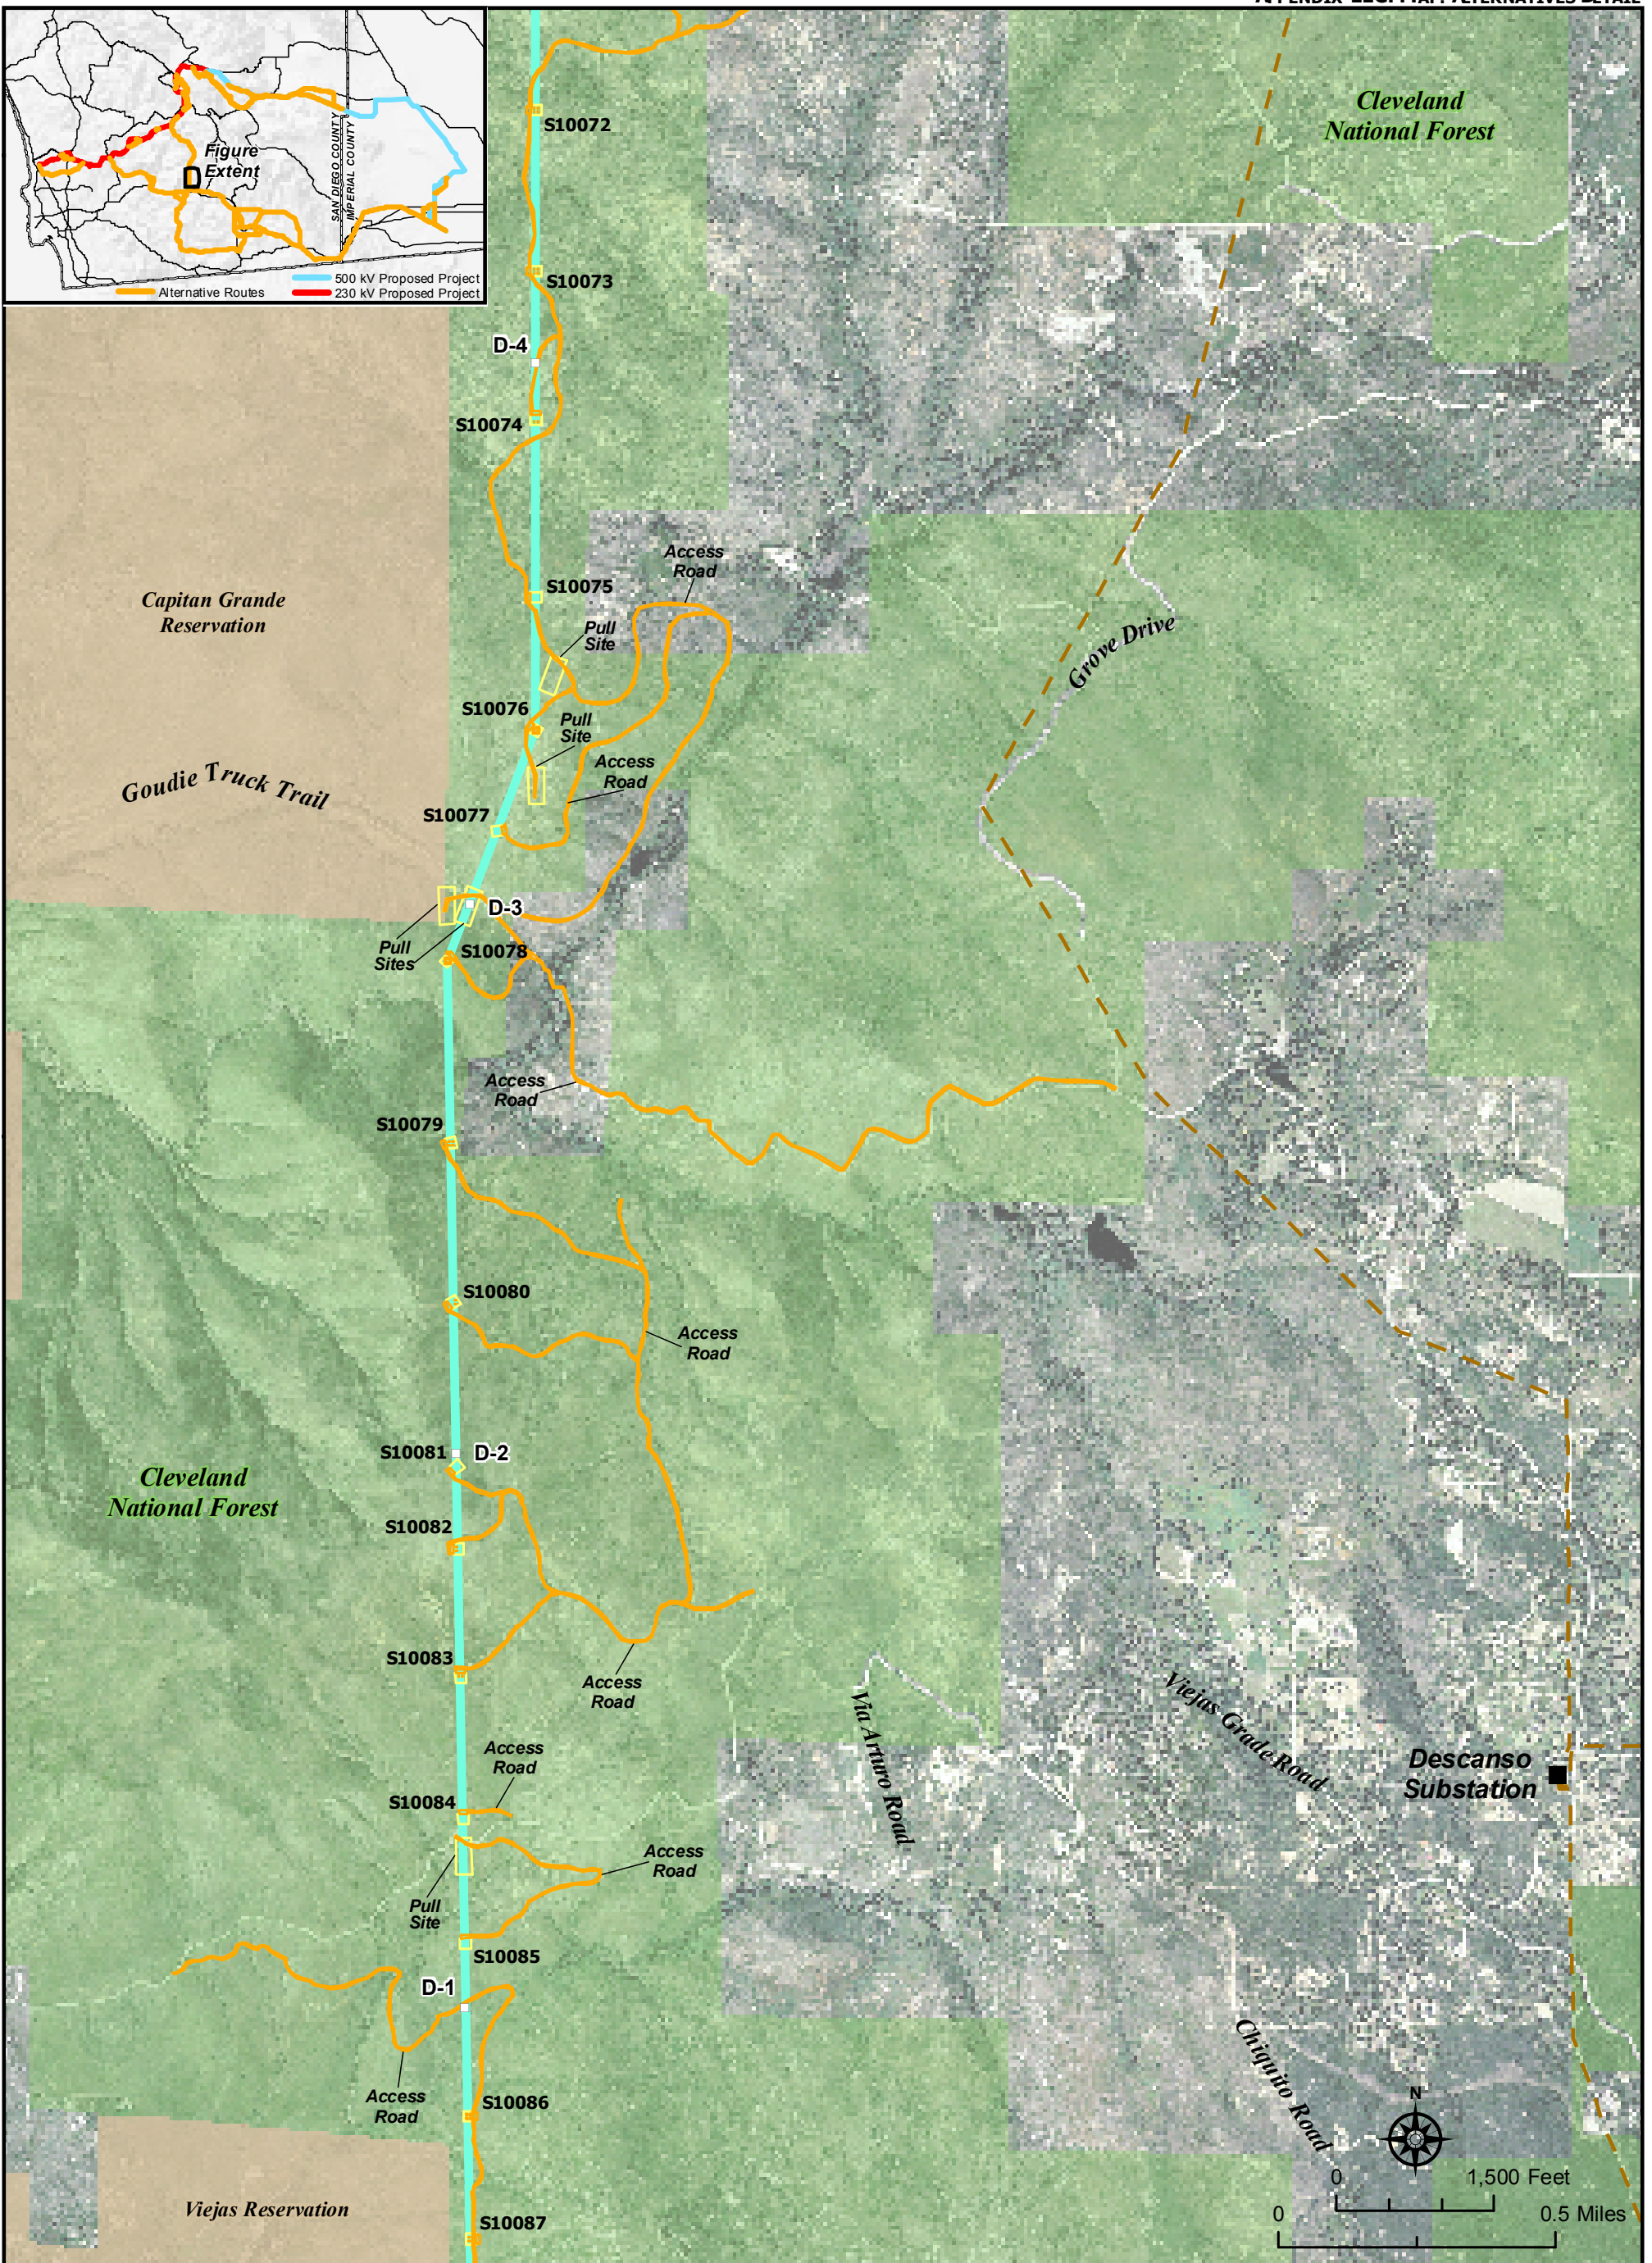 Figure
Extent
SAN DIEGO COUNTY
IMPERIAL COUNTY
500 kV Proposed Project
Alternative Routes
230 kV Proposed Project
Cleveland
National Forest
S10072
S10073
D-4
S10074
Capitan Grande
Reservation
S10075
Access
Road
Pull
Site
Grove Drive
S10076
Pull
Site
Access
Road
Goudie Truck Trail
S10077
D-3
Pull
Sites
S10078
Access
Road
S10079
S10080
Access
Road
S10081
D-2
Cleveland
National Forest
S10082
S10083
Access
Road
Via Arturo Road
Viejas Grade Road
Descanso
Substation
Access
Road
S10084
Access
Road
Pull
Site
S10085
D-1
Chiquito Road
Access
Road
S10086
N
0
1,500 Feet
0
0.5 Miles
Viejas Reservation
S10087